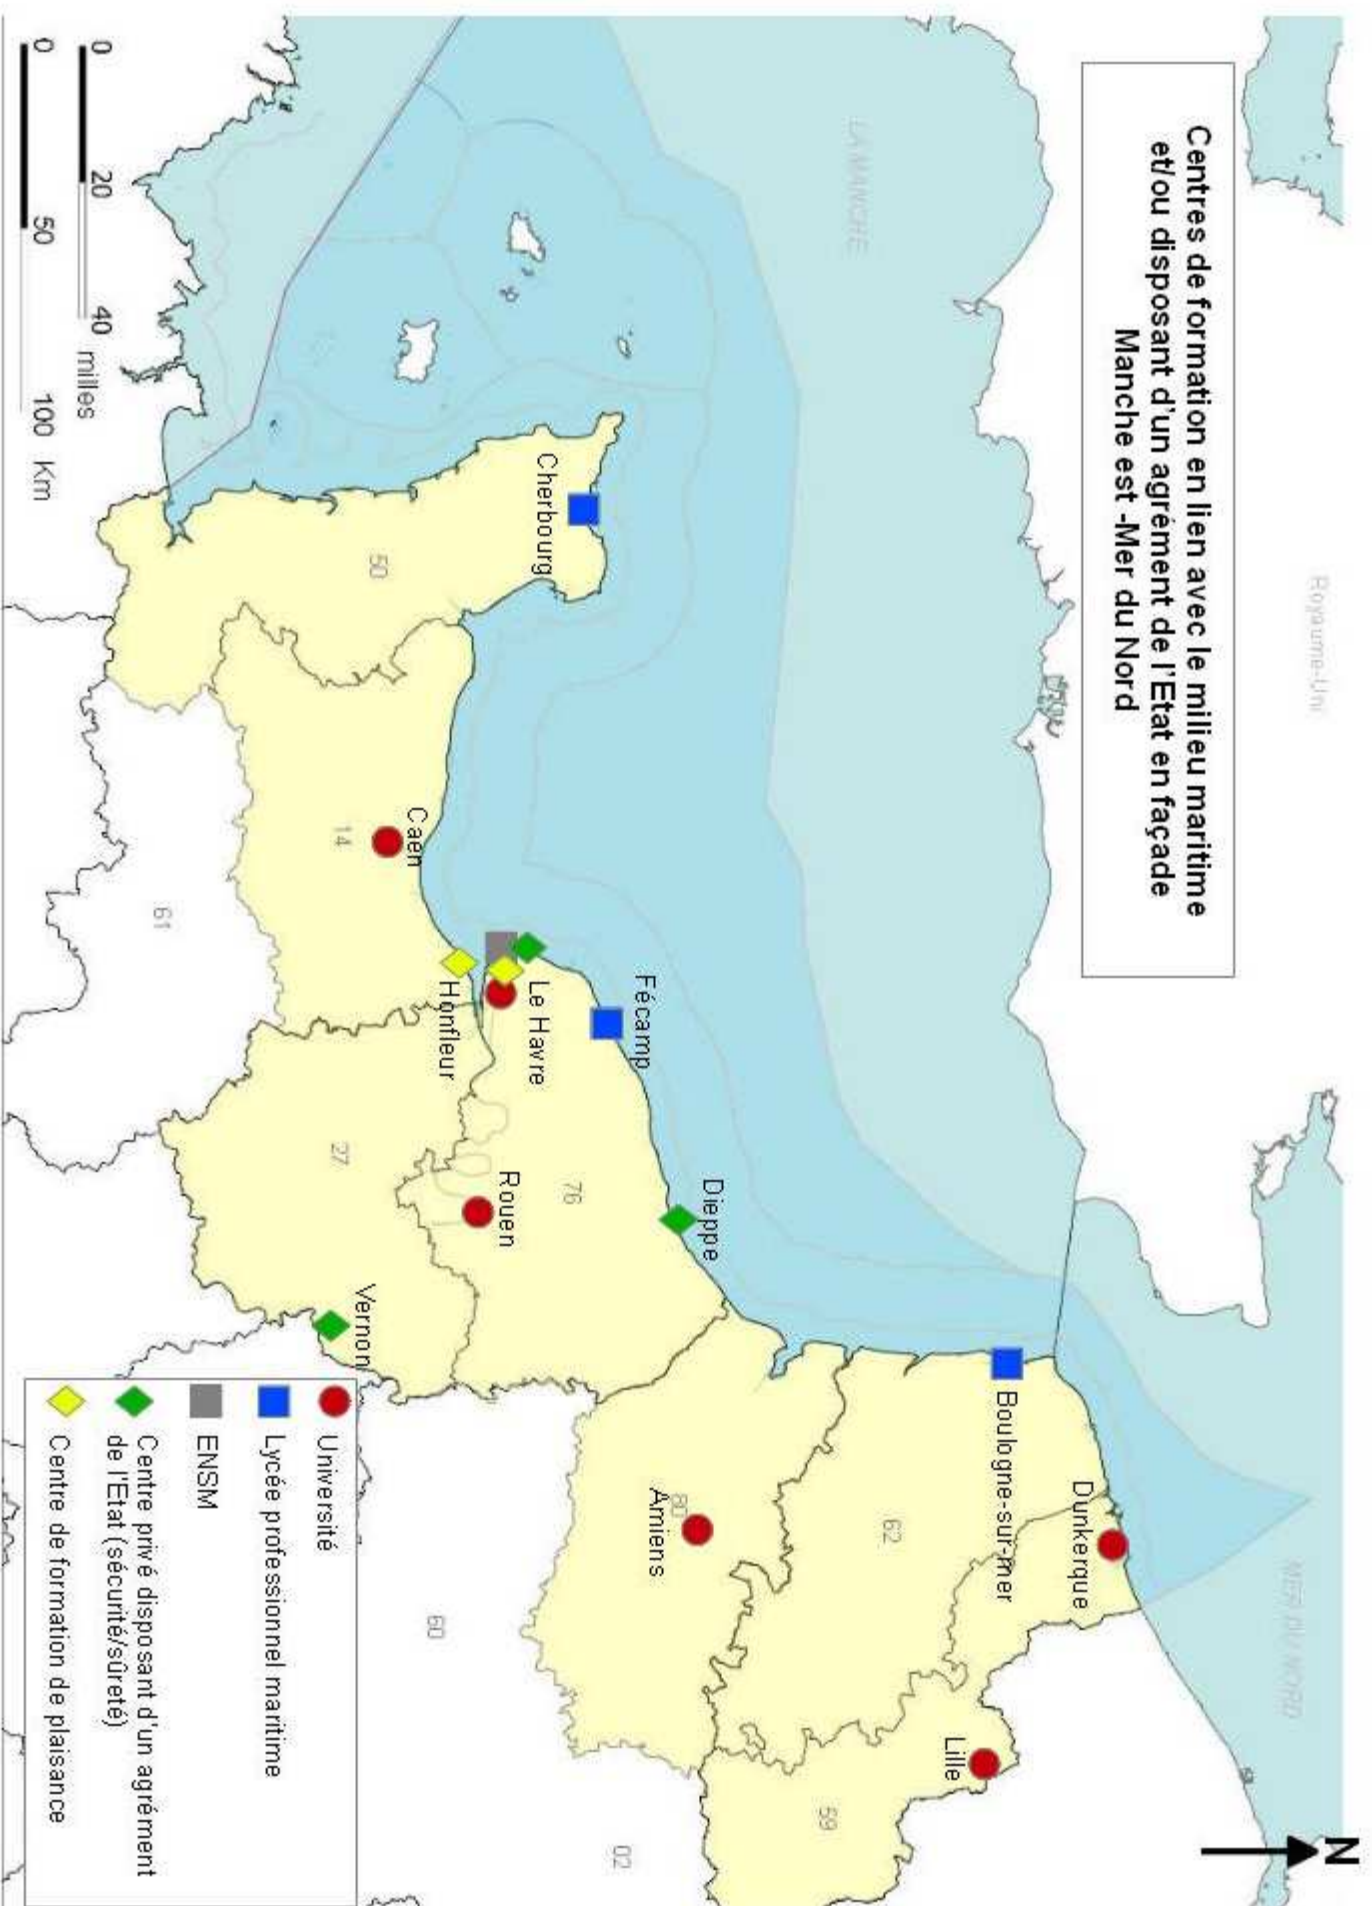 Centres de formation en lien avec le milieu maritime
et/ou disposant d'un agrément de l'Etat en façade
Manche est -Mer du Nord
Royaume-Uni
LA MANCHE
MER DU NORD
N
Cherbourg
50
Caen
14
61
Honfleur
Le Havre
Fécamp
27
76
Rouen
Dieppe
Vernon
Boulogne-sur-mer
Dunkerque
62
80
Amiens
60
Lille
59
02
0 20 40 milles
0 50 100 Km
Université
Lycée professionnel maritime
ENSM
Centre privé disposant d'un agrément
de l'Etat (sécurité/sûreté)
Centre de formation de plaisance